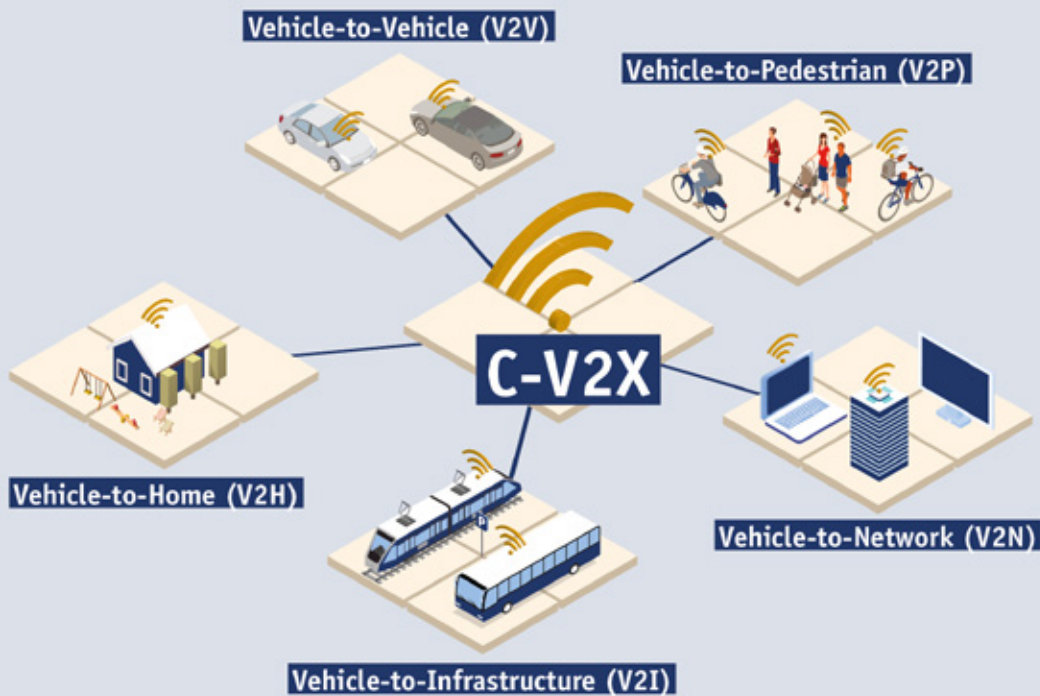 Vehicle-to-Vehicle (V2V)
Vehicle-to-Pedestrian (V2P)
C-V2X
Vehicle-to-Home (V2H)
Vehicle-to-Network (V2N)
Vehicle-to-Infrastructure (V2I)